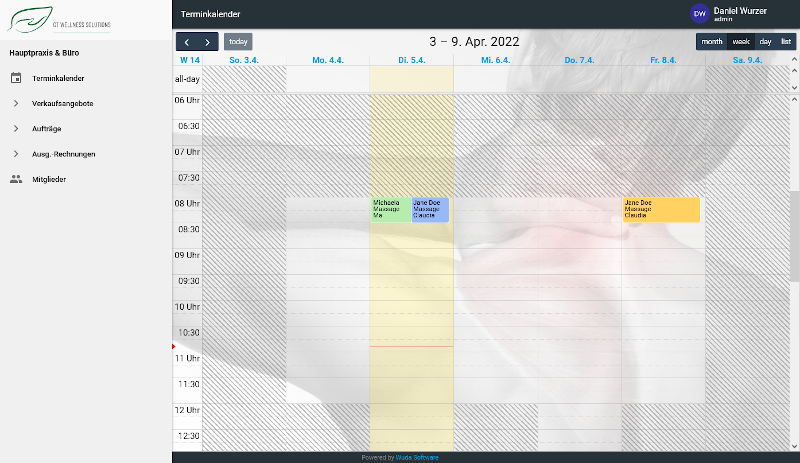 GT WELLNESS SOLUTIONS
Terminkalender
DW
Daniel Wurzer
admin
Hauptpraxis & Büro
Terminkalender
Verkaufsangebote
Aufträge
Ausg.-Rechnungen
Mitglieder
today
3 – 9. Apr. 2022
month week day list
W 14 So. 3.4. Mo. 4.4. Di. 5.4. Mi. 6.4. Do. 7.4. Fr. 8.4. Sa. 9.4.
all-day
06 Uhr
06:30
07 Uhr
07:30
08 Uhr
Michaela
Massage
Ma
Jane Doe
Massage
Claudia
Jane Doe
Massage
Claudia
08:30
09 Uhr
09:30
10 Uhr
10:30
11 Uhr
11:30
12 Uhr
12:30
Powered by Wuda Software